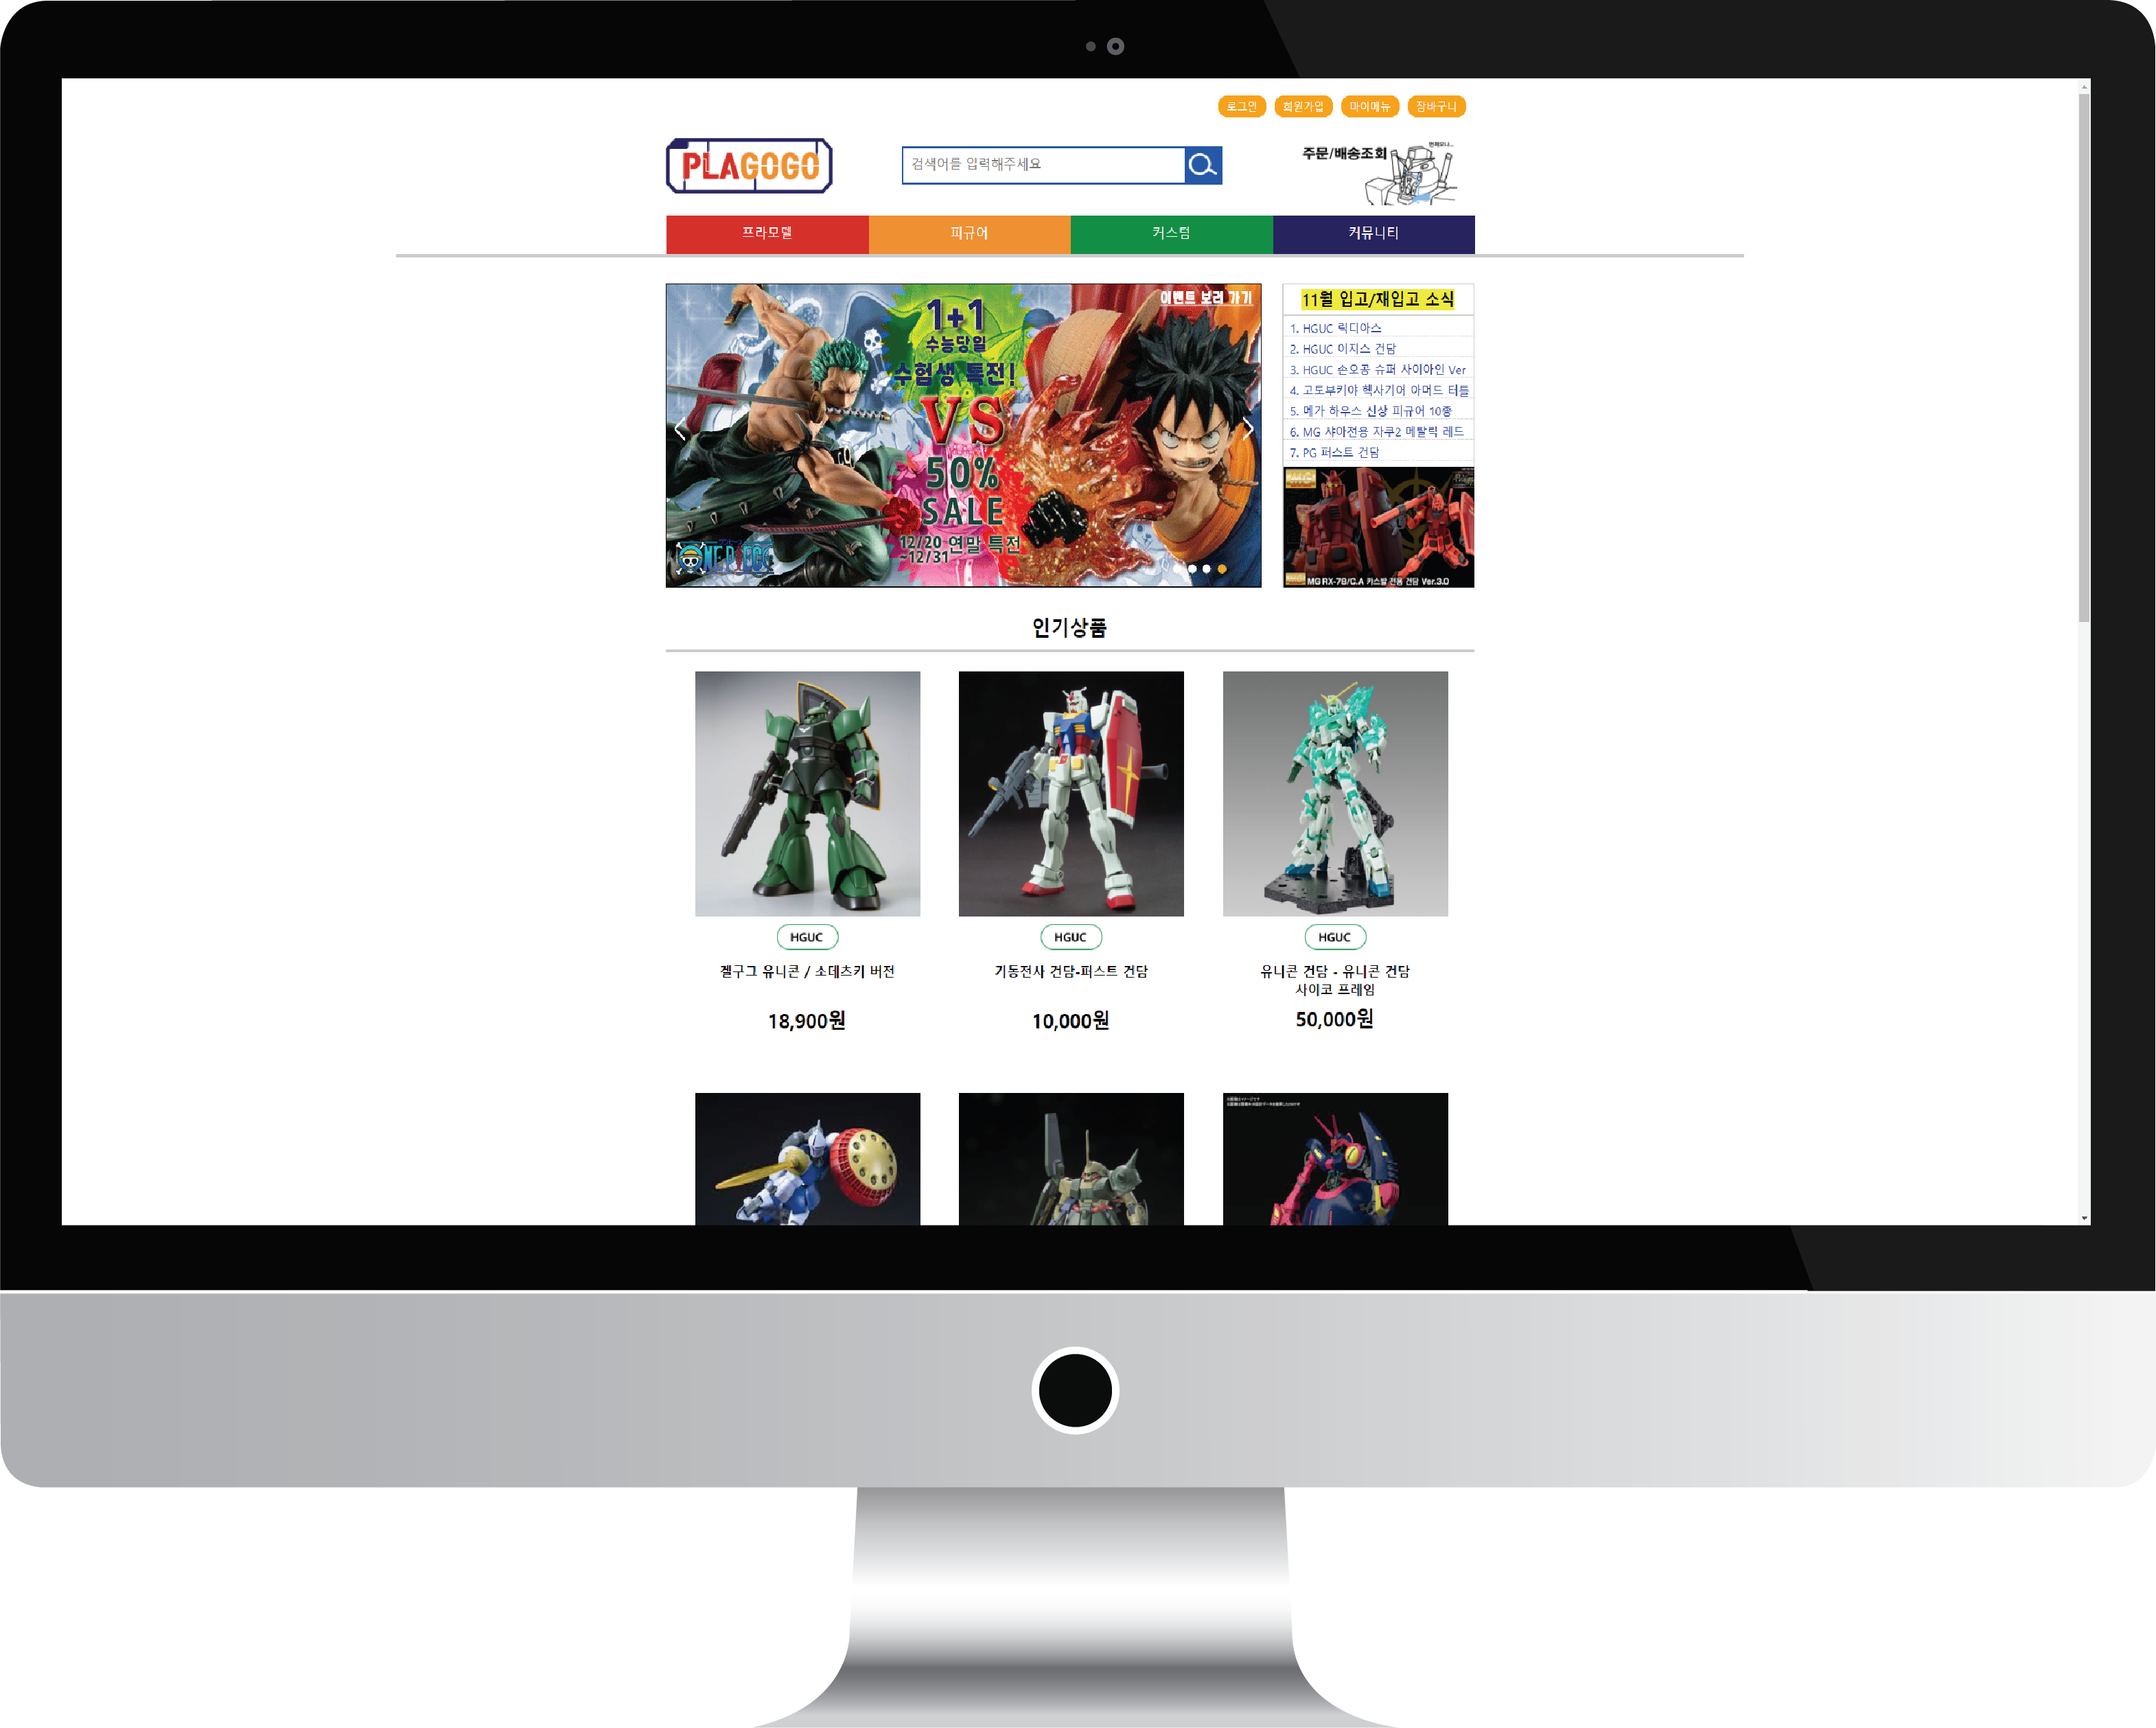 로그인 회원가입 마이메뉴 장바구니
PLAGOGO
검색어를 입력해주세요
주문/배송조회
프라모델 피규어 커스텀 커뮤니티
이벤트 보러 가기
1+1
수능당일
수험생 특전!
VS
50%
SALE
12/20 연말 특전
~12/31
ONE PIECE
11월 입고/재입고 소식
1. HGUC 릭디아스
2. HGUC 이지스 건담
3. HGUC 손오공 슈퍼 사이아인 Ver
4. 고토부키야 헥사기어 아머드 터틀
5. 메가 하우스 신상 피규어 10종
6. MG 샤아전용 자쿠2 메탈릭 레드
7. PG 퍼스트 건담
MG RX-78/C.A 카스발 전용 건담 Ver.3.0
인기상품
HGUC
겔구그 유니콘 / 소데츠키 버전
18,900원
HGUC
기동전사 건담-퍼스트 건담
10,000원
HGUC
유니콘 건담 - 유니콘 건담
사이코 프레임
50,000원